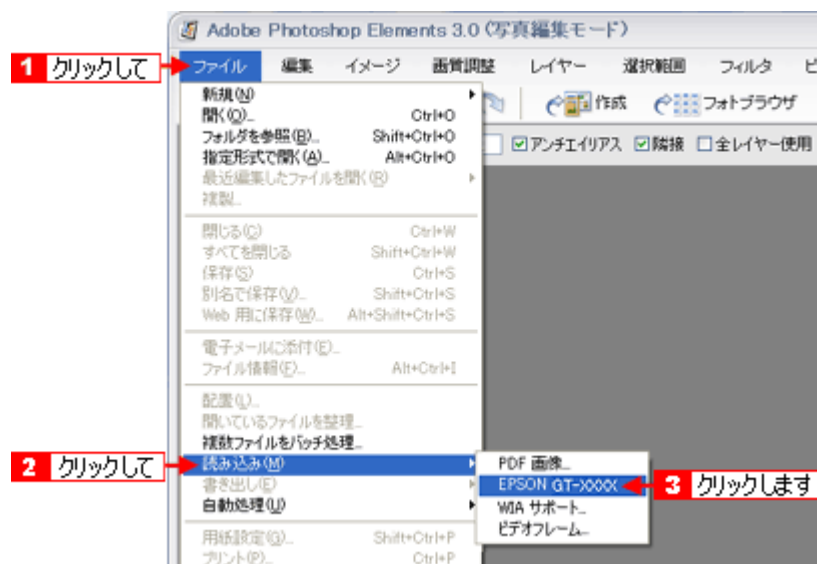 Adobe Photoshop Elements 3.0 (写真編集モード)
1 クリックして
ファイル 編集 イメージ 画質調整 レイヤー 選択範囲 フィルタ
作成 フォトブラウザ
アンチエイリアス 隣接 全レイヤー使用
新規(N)
開く(O)... Ctrl+O
フォルダを参照(B)... Shift+Ctrl+O
指定形式で開く(A)... Alt+Ctrl+O
最近編集したファイルを開く(R)
複製...
閉じる(C) Ctrl+W
すべてを閉じる Shift+Ctrl+W
保存(S) Ctrl+S
別名で保存(V)... Shift+Ctrl+S
Web 用に保存(W)... Alt+Shift+Ctrl+S
電子メールに添付(E)...
ファイル情報(F)... Alt+Ctrl+I
配置(L)...
開いているファイルを整理...
複数ファイルをバッチ処理...
2 クリックして
読み込み(M)
書き出し(E)
自動処理(U)
用紙設定(G)... Shift+Ctrl+P
プリント(P)... Ctrl+P
PDF 画像...
EPSON GT-XXXX
3 クリックします
WIA サポート...
ビデオフレーム...